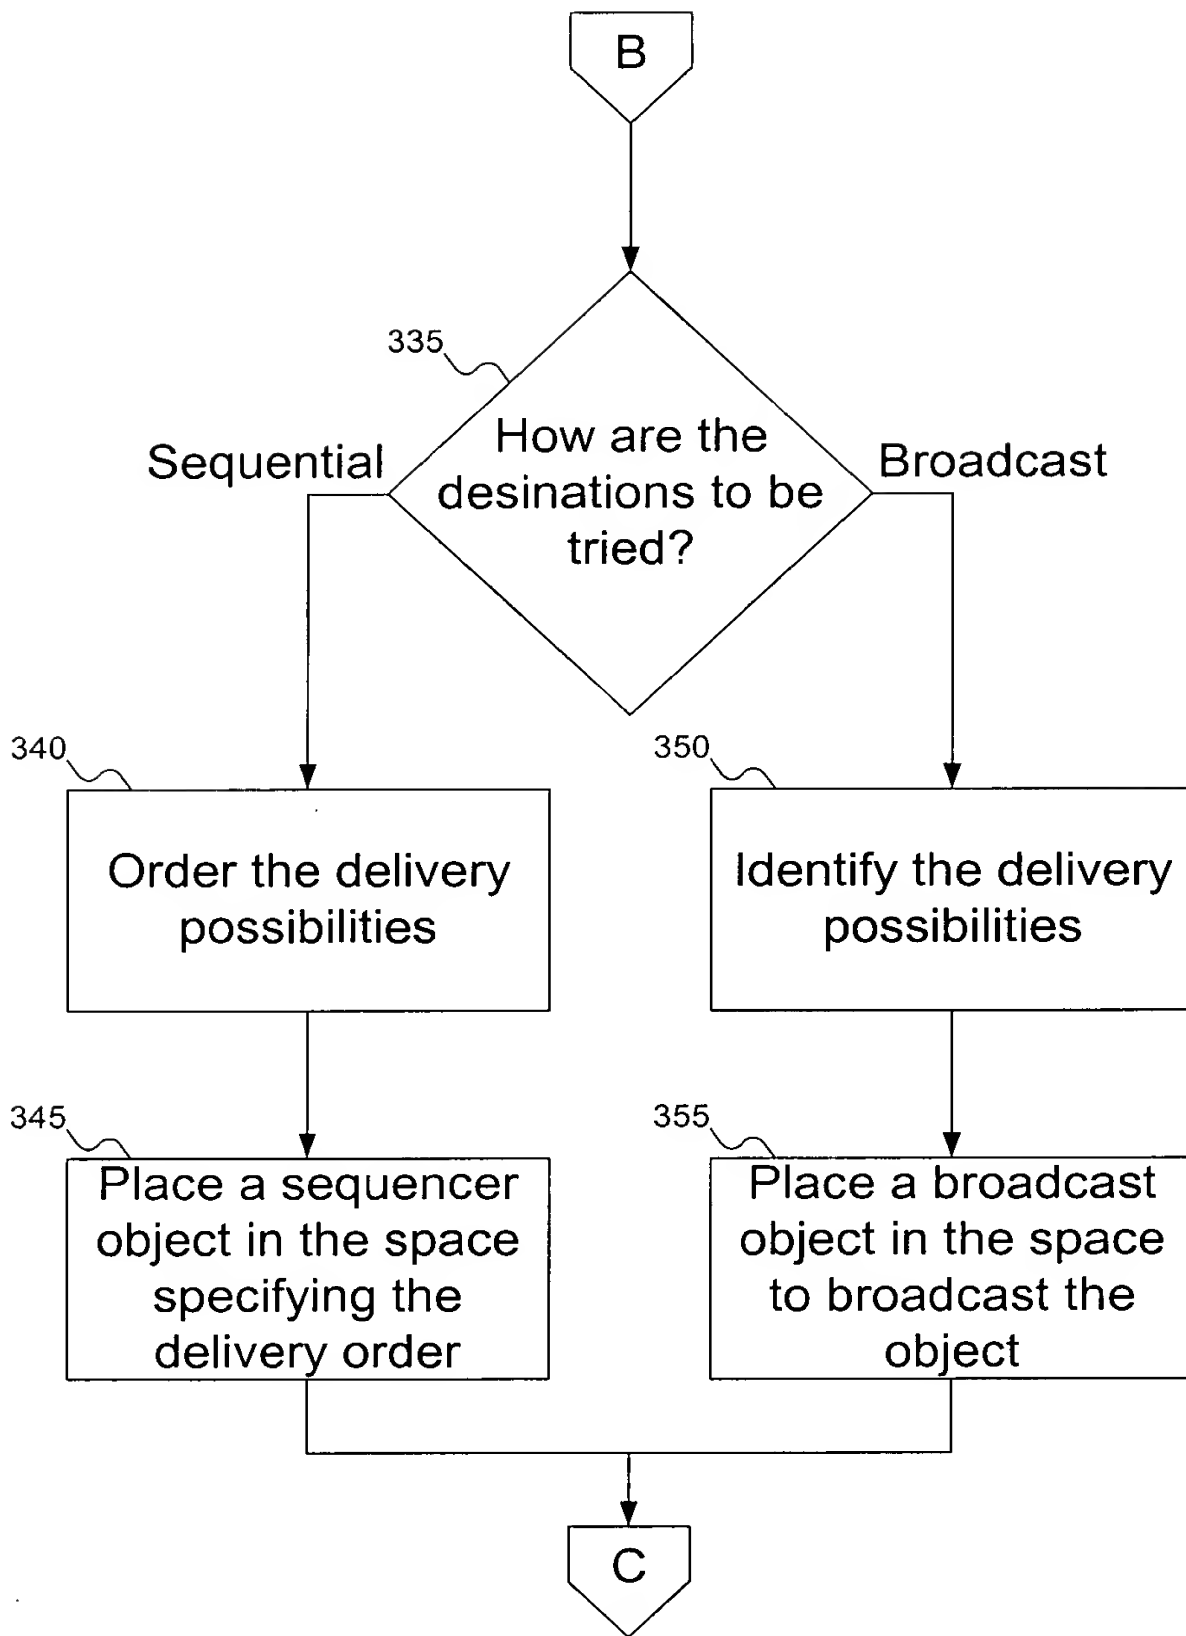 B
335
How are the
desinations to be
tried?
Sequential
Broadcast
340
Order the delivery
possibilities
350
Identify the delivery
possibilities
345
Place a sequencer
object in the space
specifying the
delivery order
355
Place a broadcast
object in the space
to broadcast the
object
C